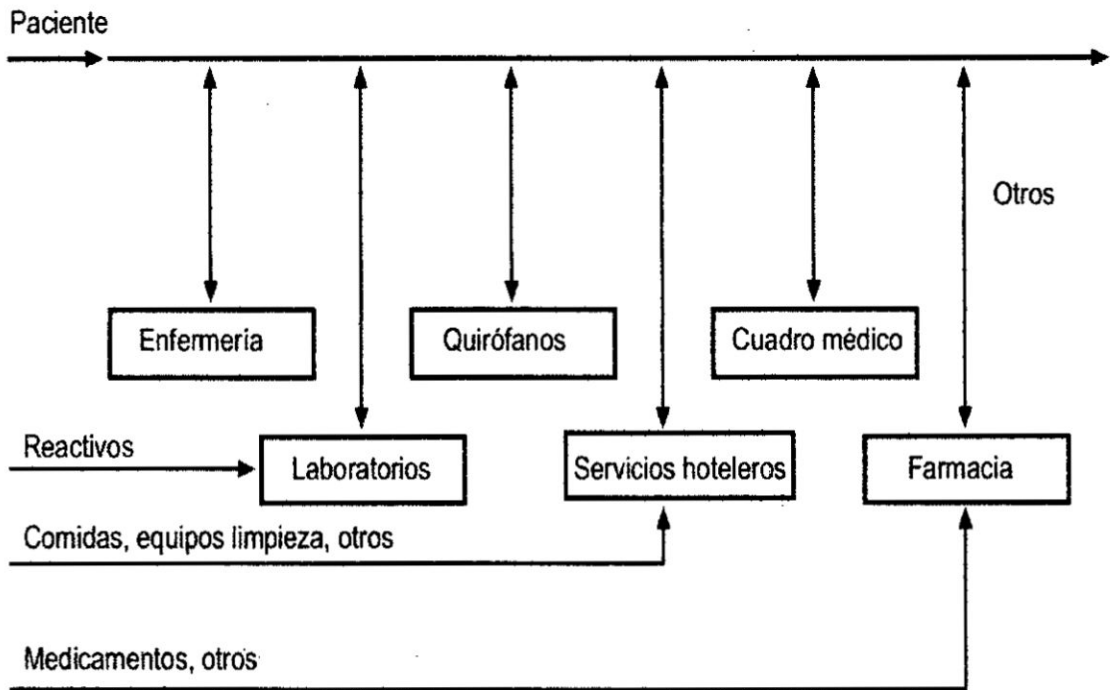 Paciente
Otros
Enfermería
Quirófanos
Cuadro médico
Reactivos
Laboratorios
Servicios hoteleros
Farmacia
Comidas, equipos limpieza, otros
Medicamentos, otros